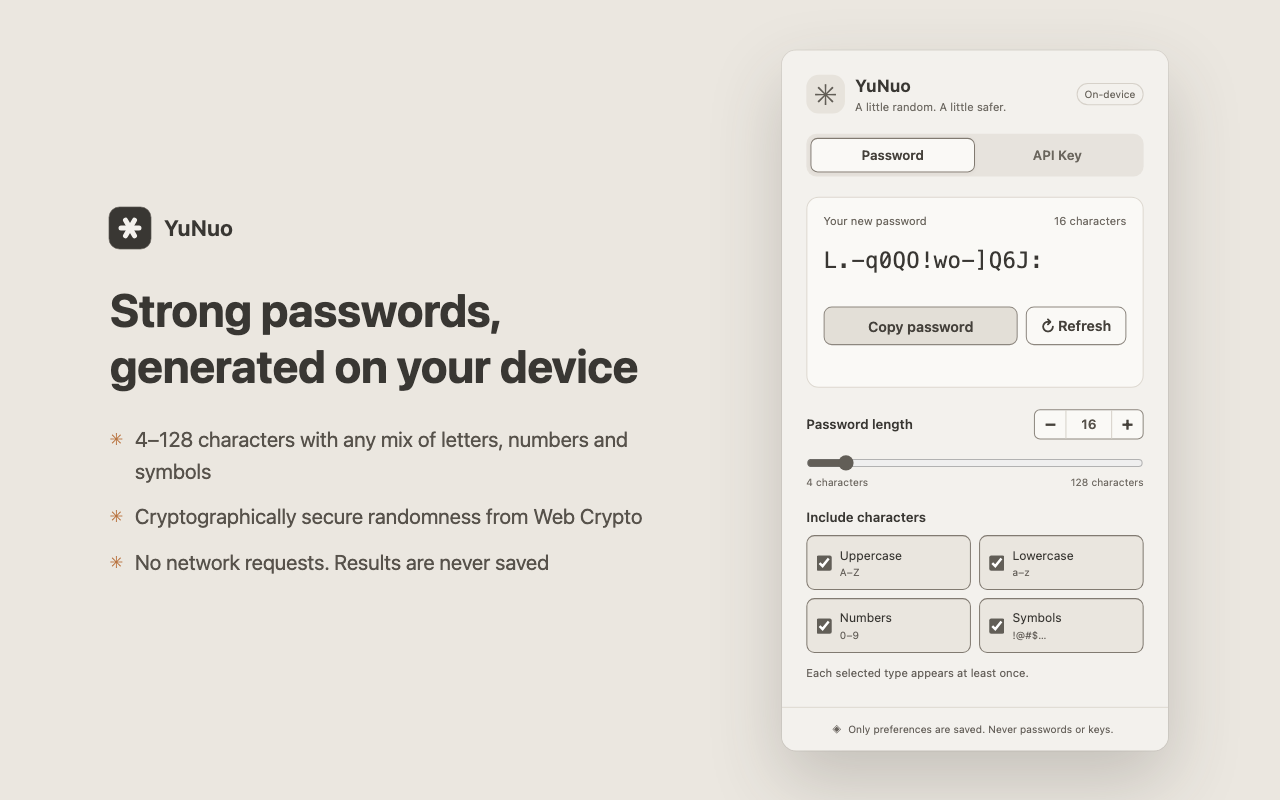 YuNuo
Strong passwords,
generated on your device
4–128 characters with any mix of letters, numbers and
symbols
Cryptographically secure randomness from Web Crypto
No network requests. Results are never saved
YuNuo
A little random. A little safer.
On-device
Password
API Key
Your new password
16 characters
L.-q0QO!wo-]Q6J:
Copy password
↻ Refresh
Password length
− 16 +
4 characters
128 characters
Include characters
Uppercase
A–Z
Lowercase
a–z
Numbers
0–9
Symbols
!@#$…
Each selected type appears at least once.
◈ Only preferences are saved. Never passwords or keys.